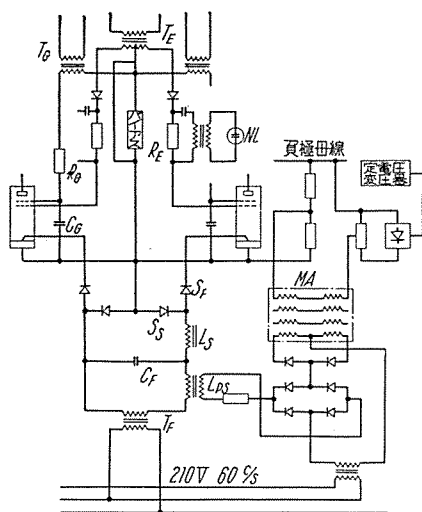 T_G
T_E
バイアス
R_E
NL
R_G
C_G
負極母線
定電圧
変圧器
MA
S_F
S_S
L_S
C_F
L_DS
T_F
210V 60 c/s